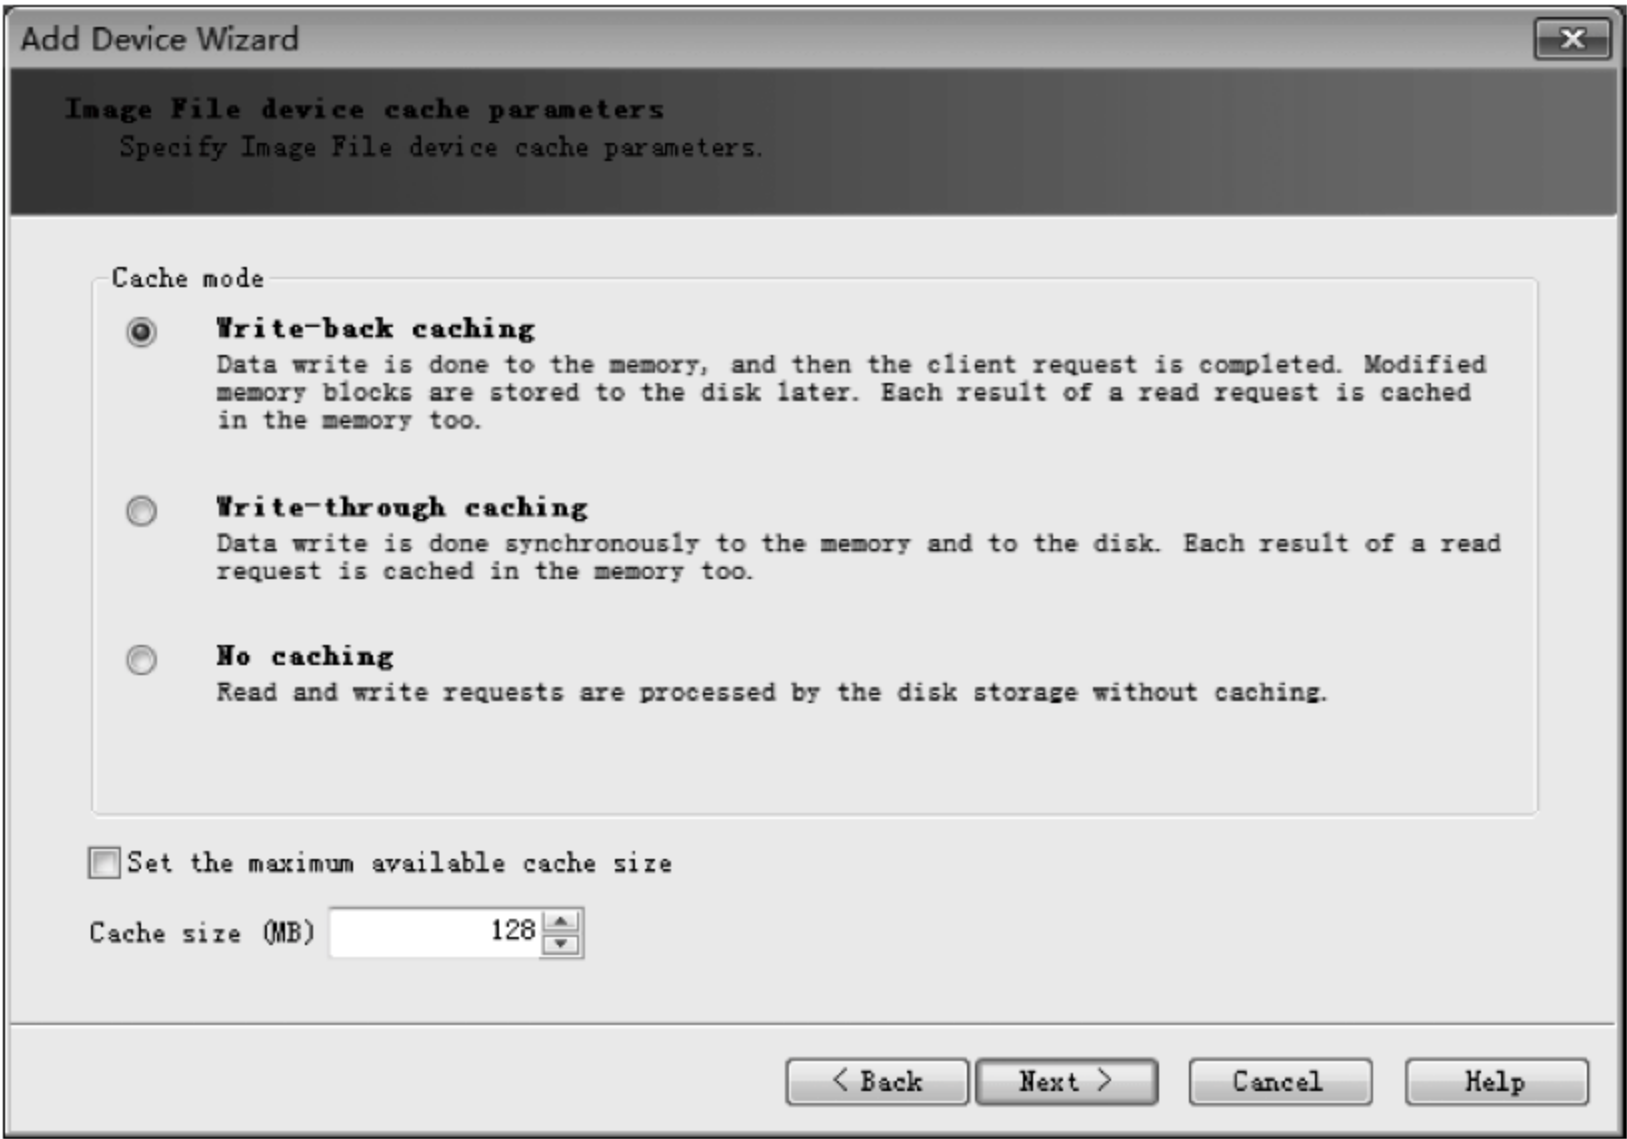 Add Device Wizard
Image File device cache parameters
Specify Image File device cache parameters.
Cache mode
Write-back caching
Data write is done to the memory, and then the client request is completed. Modified
memory blocks are stored to the disk later. Each result of a read request is cached
in the memory too.
Write-through caching
Data write is done synchronously to the memory and to the disk. Each result of a read
request is cached in the memory too.
No caching
Read and write requests are processed by the disk storage without caching.
Set the maximum available cache size
Cache size (MB) 128
< Back Next > Cancel Help